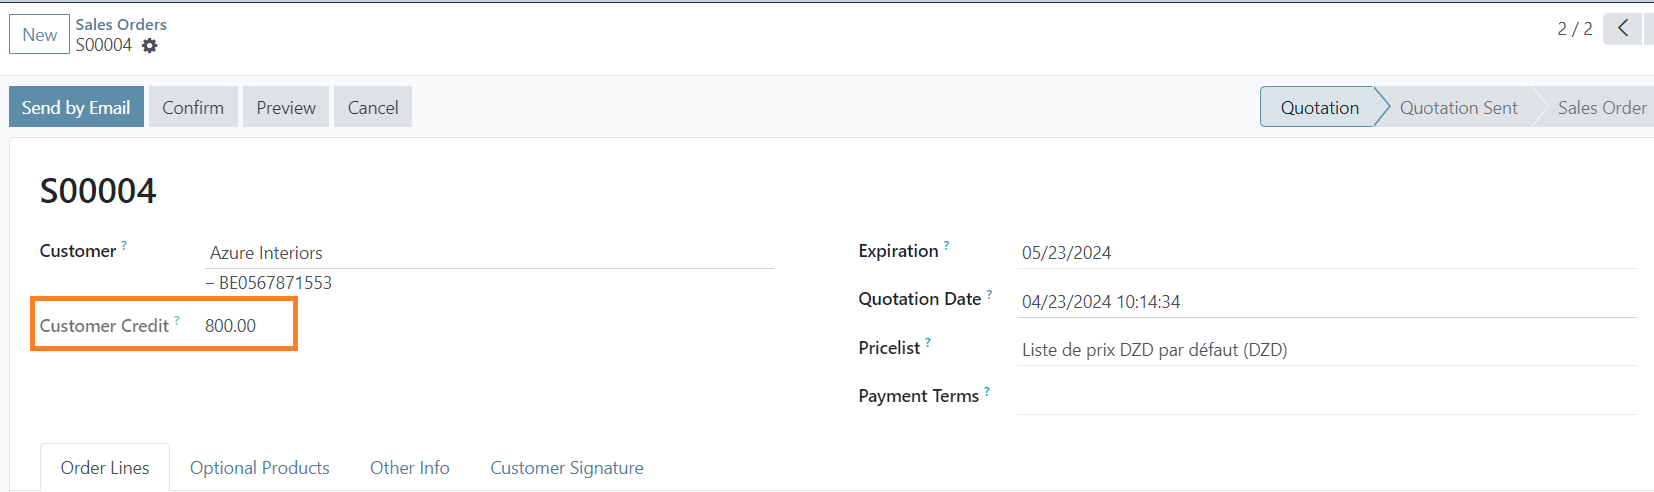 New
Sales Orders
S00004
2 / 2
Send by Email
Confirm
Preview
Cancel
Quotation
Quotation Sent
Sales Order
S00004
Customer ?
Azure Interiors
– BE0567871553
Customer Credit ?
800.00
Expiration ?
05/23/2024
Quotation Date ?
04/23/2024 10:14:34
Pricelist ?
Liste de prix DZD par défaut (DZD)
Payment Terms ?
Order Lines
Optional Products
Other Info
Customer Signature